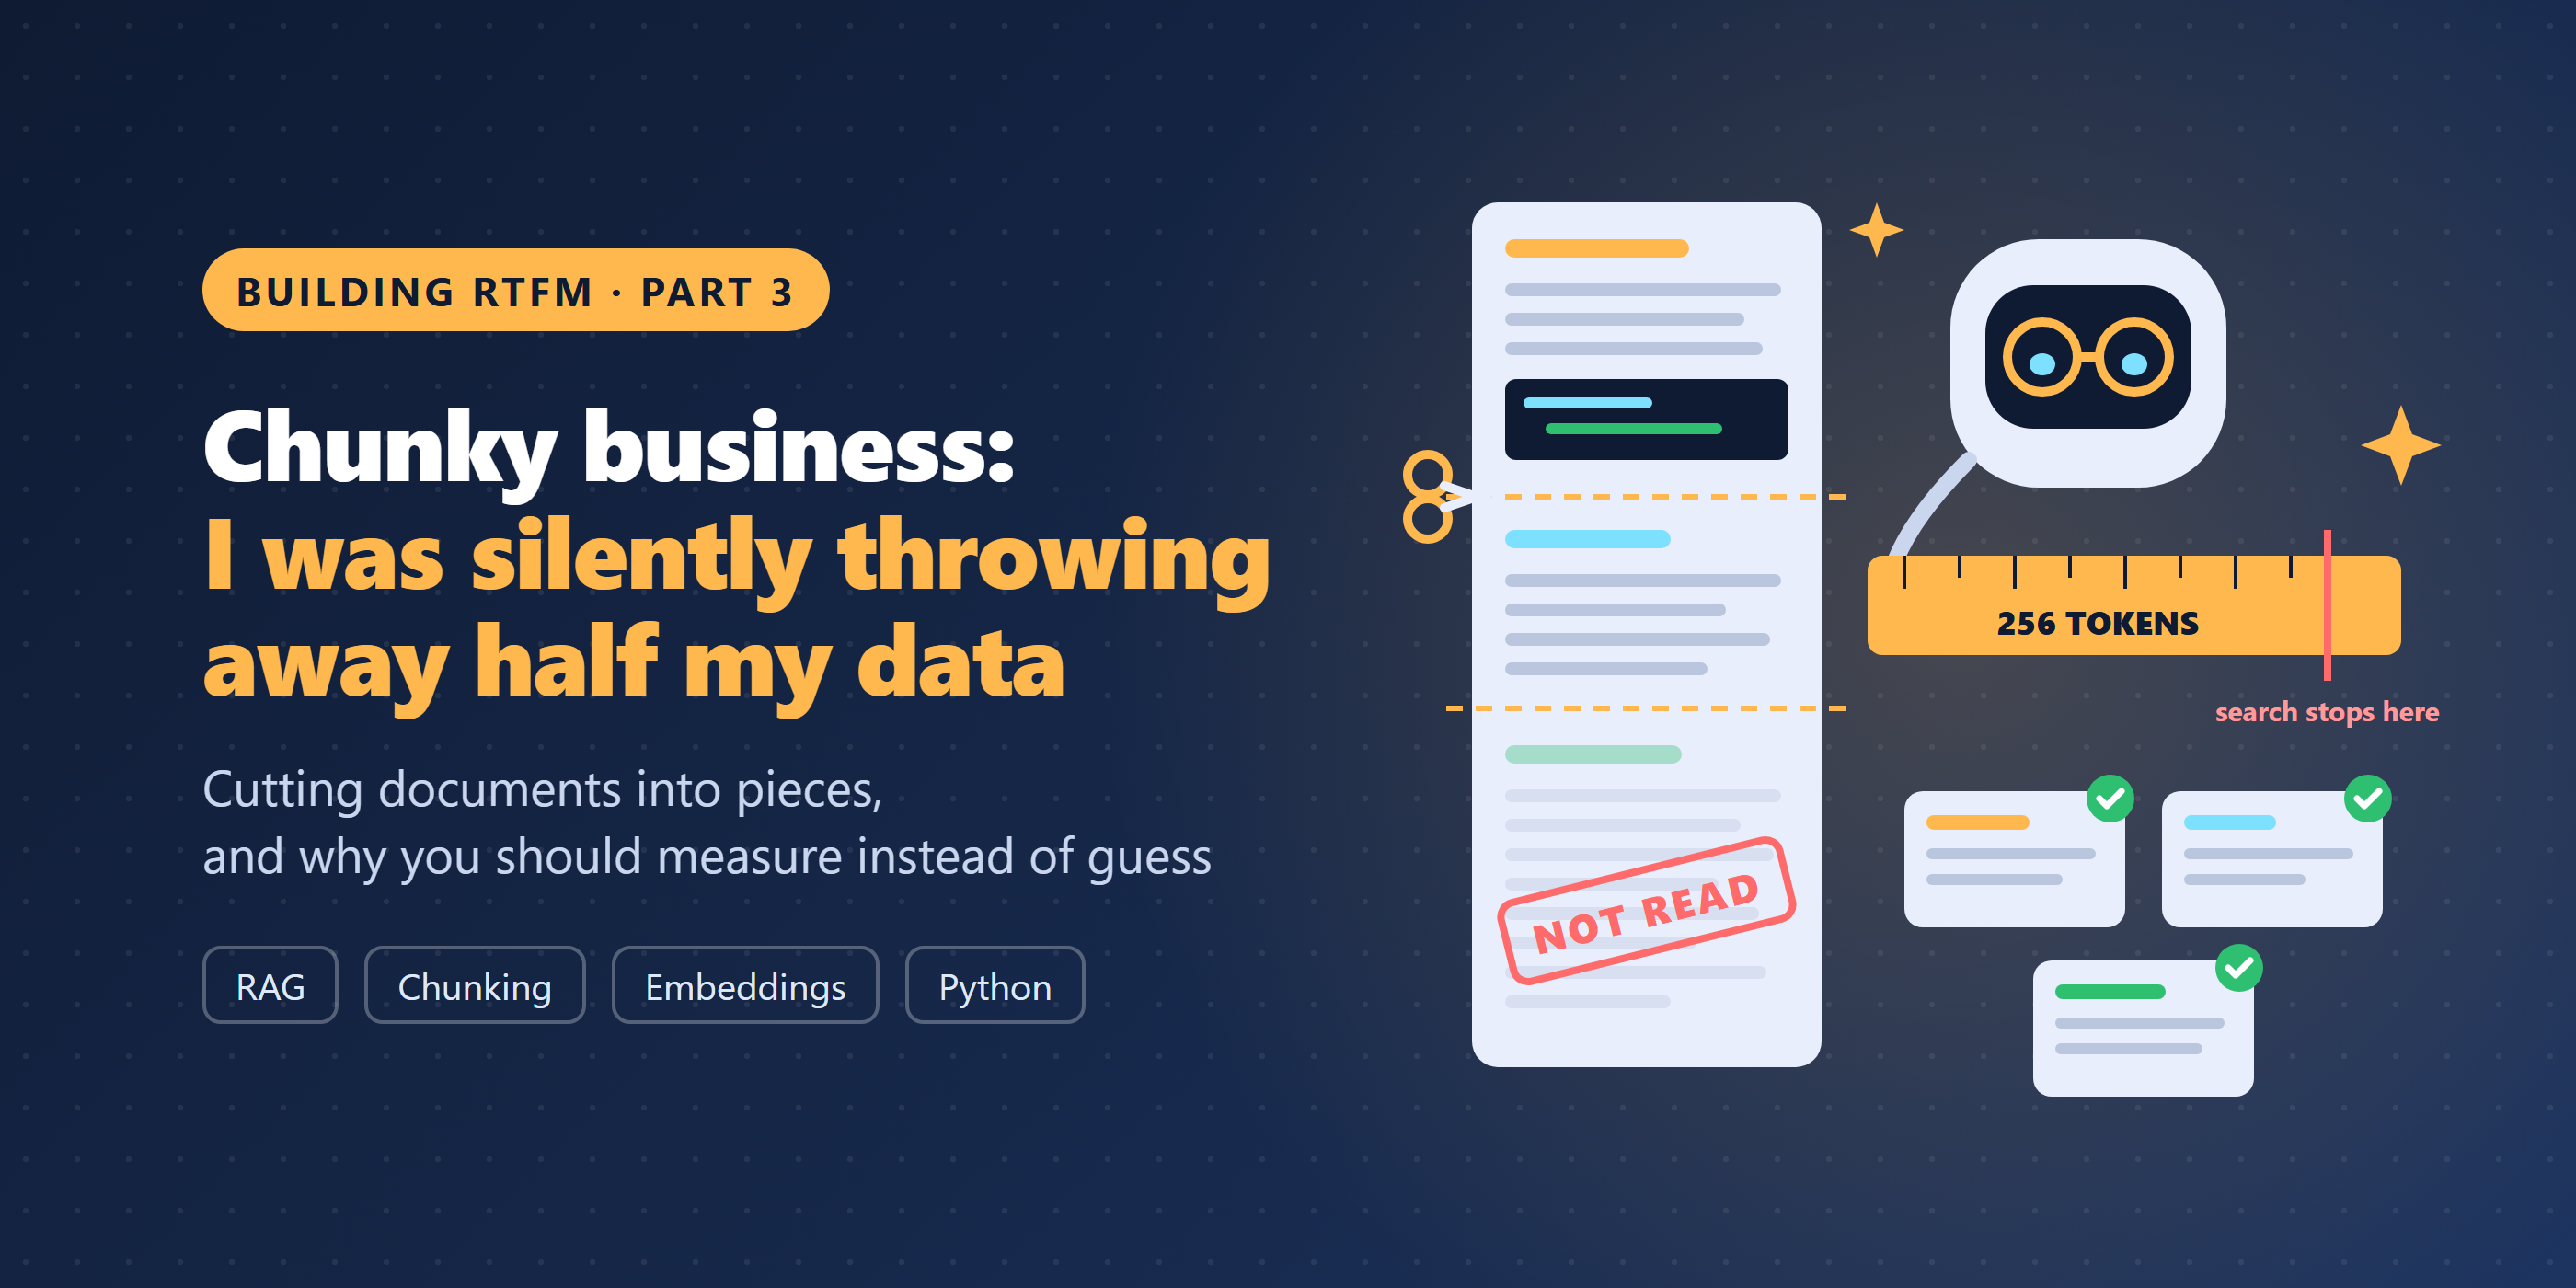 BUILDING RTFM · PART 3
Chunky business:
I was silently throwing
away half my data
Cutting documents into pieces,
and why you should measure instead of guess
RAG
Chunking
Embeddings
Python
256 TOKENS
search stops here
NOT READ